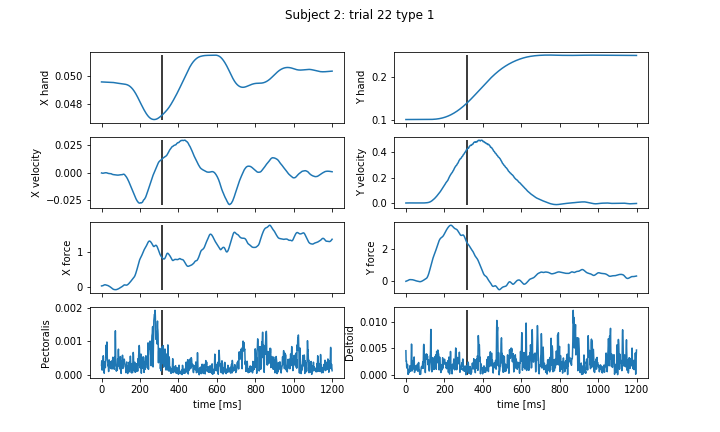 Subject 2: trial 22 type 1
X hand
0.050
0.048
Y hand
0.2
0.1
X velocity
0.025
0.000
−0.025
Y velocity
0.4
0.2
0.0
X force
1
0
Y force
2
0
Pectoralis
0.002
0.001
0.000
0 200 400 600 800 1000 1200
time [ms]
Deltoid
0.010
0.005
0.000
0 200 400 600 800 1000 1200
time [ms]